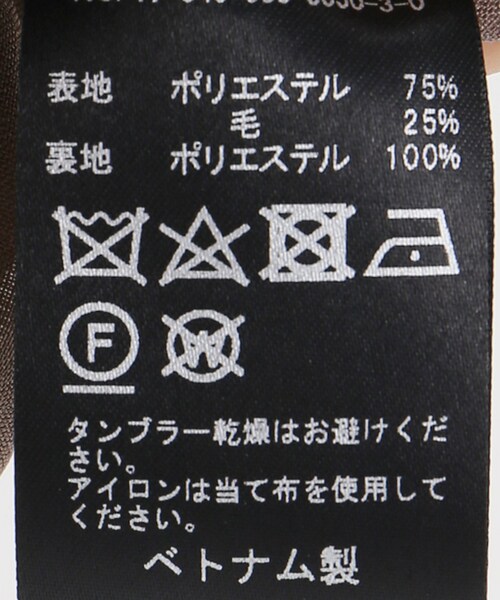 表地 ポリエステル 75%
毛 25%
裏地 ポリエステル 100%
F
W
タンブラー乾燥はお避けくだ
さい。
アイロンは当て布を使用して
ください。
ベトナム製